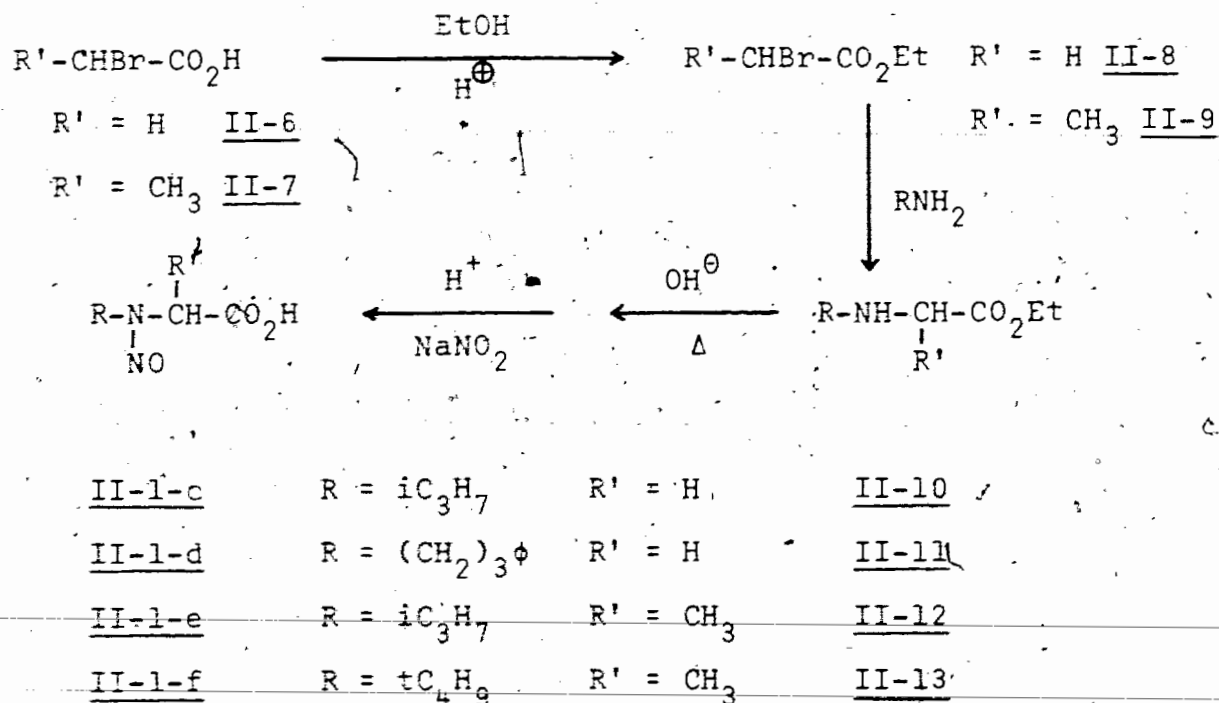 EtOH
R'-CHBr-CO₂H R'-CHBr-CO₂Et R' = H II-8
H⊕
R' = H II-6 R' = CH₃ II-9
R' = CH₃ II-7
RNH₂
R' H⁺ OH⊖
R-N-CH-CO₂H R-NH-CH-CO₂Et
NO NaNO₂ Δ R'
II-1-c R = iC₃H₇ R' = H II-10
II-1-d R = (CH₂)₃ϕ R' = H II-11
II-1-e R = iC₃H₇ R' = CH₃ II-12
II-1-f R = tC₄H₉ R' = CH₃ II-13